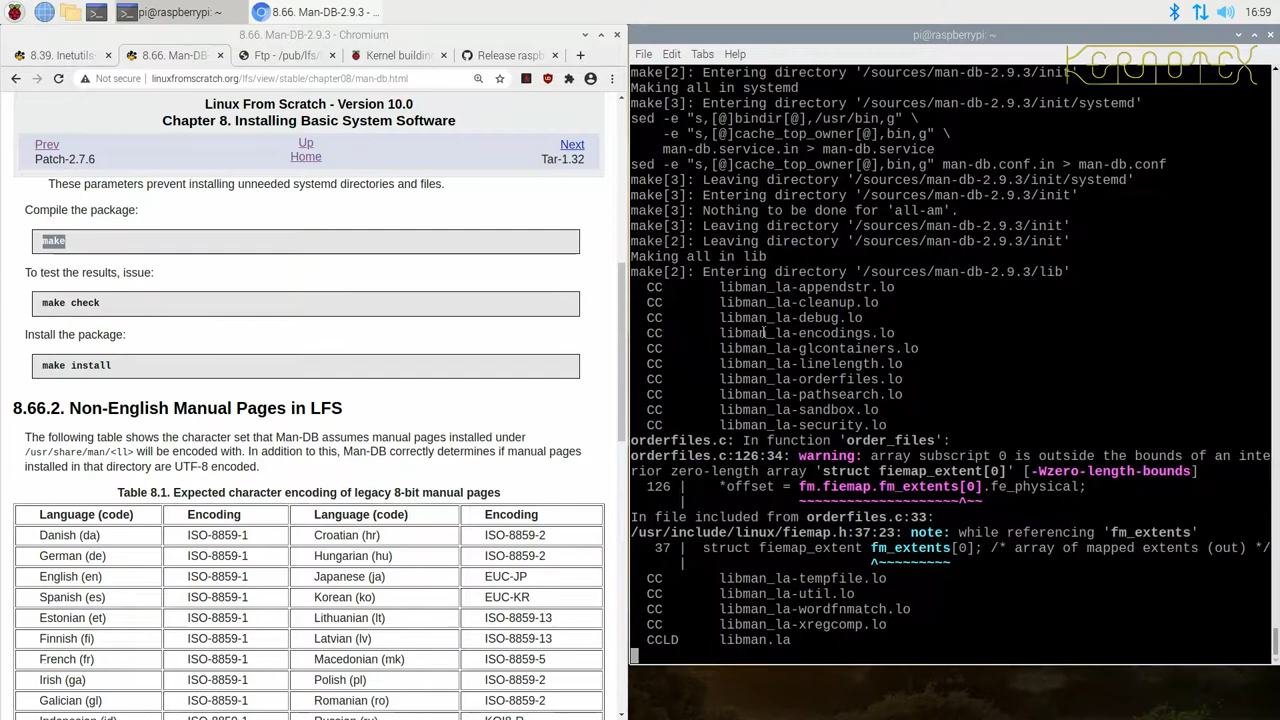 pi@raspberrypi: ~
8.66. Man-DB-2.9.3 - ...
16:59
8.66. Man-DB-2.9.3 - Chromium
8.39. Inetutils-
8.66. Man-DB-
Ftp - /pub/lfs/
Kernel building
Release raspb
Not secure | linuxfromscratch.org/lfs/view/stable/chapter08/man-db.html
Linux From Scratch - Version 10.0
Chapter 8. Installing Basic System Software
Prev
Up
Next
Patch-2.7.6
Home
Tar-1.32
These parameters prevent installing unneeded systemd directories and files.
Compile the package:
make
To test the results, issue:
make check
Install the package:
make install
8.66.2. Non-English Manual Pages in LFS
The following table shows the character set that Man-DB assumes manual pages installed under
/usr/share/man/<ll> will be encoded with. In addition to this, Man-DB correctly determines if manual pages
installed in that directory are UTF-8 encoded.
Table 8.1. Expected character encoding of legacy 8-bit manual pages
Language (code) Encoding Language (code) Encoding
Danish (da) ISO-8859-1 Croatian (hr) ISO-8859-2
German (de) ISO-8859-1 Hungarian (hu) ISO-8859-2
English (en) ISO-8859-1 Japanese (ja) EUC-JP
Spanish (es) ISO-8859-1 Korean (ko) EUC-KR
Estonian (et) ISO-8859-1 Lithuanian (lt) ISO-8859-13
Finnish (fi) ISO-8859-1 Latvian (lv) ISO-8859-13
French (fr) ISO-8859-1 Macedonian (mk) ISO-8859-5
Irish (ga) ISO-8859-1 Polish (pl) ISO-8859-2
Galician (gl) ISO-8859-1 Romanian (ro) ISO-8859-2
pi@raspberrypi: ~
File Edit Tabs Help
make[2]: Entering directory '/sources/man-db-2.9.3/init'
Making all in systemd
make[3]: Entering directory '/sources/man-db-2.9.3/init/systemd'
sed -e "s,[@]bindir[@],/usr/bin,g" \
-e "s,[@]cache_top_owner[@],bin,g" \
man-db.service.in > man-db.service
sed -e "s,[@]cache_top_owner[@],bin,g" man-db.conf.in > man-db.conf
make[3]: Leaving directory '/sources/man-db-2.9.3/init/systemd'
make[3]: Entering directory '/sources/man-db-2.9.3/init'
make[3]: Nothing to be done for 'all-am'.
make[3]: Leaving directory '/sources/man-db-2.9.3/init'
make[2]: Leaving directory '/sources/man-db-2.9.3/init'
Making all in lib
make[2]: Entering directory '/sources/man-db-2.9.3/lib'
CC libman_la-appendstr.lo
CC libman_la-cleanup.lo
CC libman_la-debug.lo
CC libman_la-encodings.lo
CC libman_la-glcontainers.lo
CC libman_la-linelength.lo
CC libman_la-orderfiles.lo
CC libman_la-pathsearch.lo
CC libman_la-sandbox.lo
CC libman_la-security.lo
orderfiles.c: In function 'order_files':
orderfiles.c:126:34: warning: array subscript 0 is outside the bounds of an inte
rior zero-length array 'struct fiemap_extent[0]' [-Wzero-length-bounds]
126 | *offset = fm.fiemap.fm_extents[0].fe_physical;
| ~~~~~~~~~~~~~~~~~~~~^~~
In file included from orderfiles.c:33:
/usr/include/linux/fiemap.h:37:23: note: while referencing 'fm_extents'
37 | struct fiemap_extent fm_extents[0]; /* array of mapped extents (out) */
| ^~~~~~~~~~
CC libman_la-tempfile.lo
CC libman_la-util.lo
CC libman_la-wordfnmatch.lo
CC libman_la-xregcomp.lo
CCLD libman.la